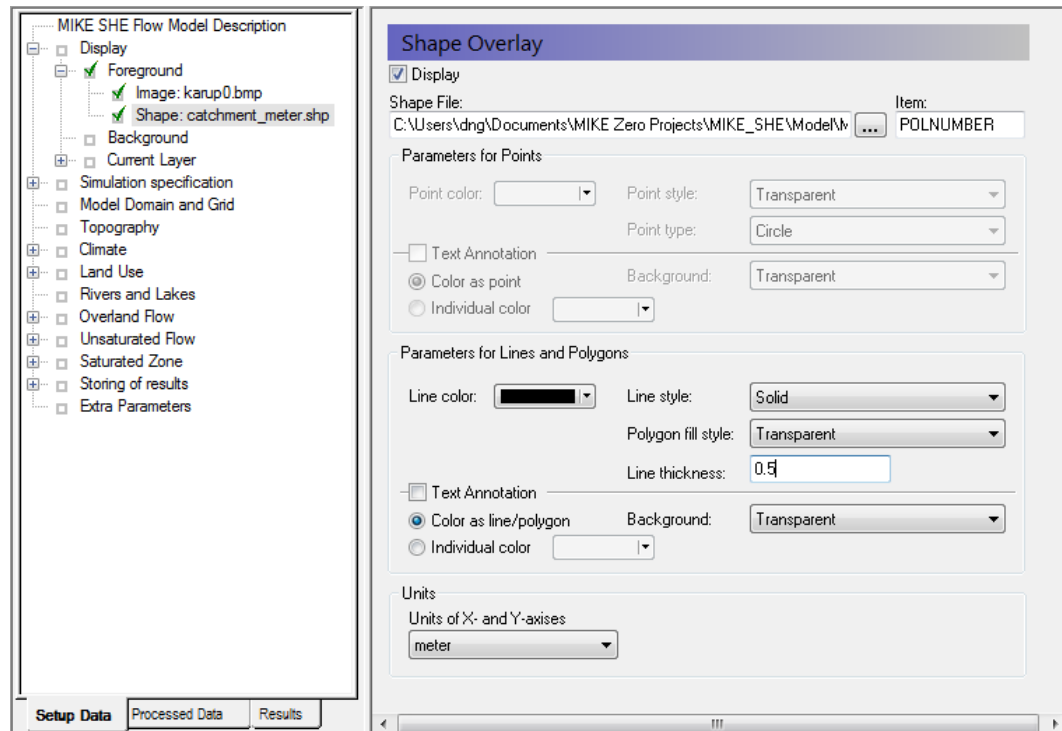 MIKE SHE Flow Model Description
Display
Foreground
Image: karup0.bmp
Shape: catchment_meter.shp
Background
Current Layer
Simulation specification
Model Domain and Grid
Topography
Climate
Land Use
Rivers and Lakes
Overland Flow
Unsaturated Flow
Saturated Zone
Storing of results
Extra Parameters
Setup Data Processed Data Results
Shape Overlay
Display
Shape File: Item:
C:\Users\dng\Documents\MIKE Zero Projects\MIKE_SHE\Model\M ... POLNUMBER
Parameters for Points
Point color: Point style: Transparent
Point type: Circle
Text Annotation
Color as point Background: Transparent
Individual color
Parameters for Lines and Polygons
Line color: Line style: Solid
Polygon fill style: Transparent
Line thickness: 0.5
Text Annotation
Color as line/polygon Background: Transparent
Individual color
Units
Units of X- and Y-axises
meter